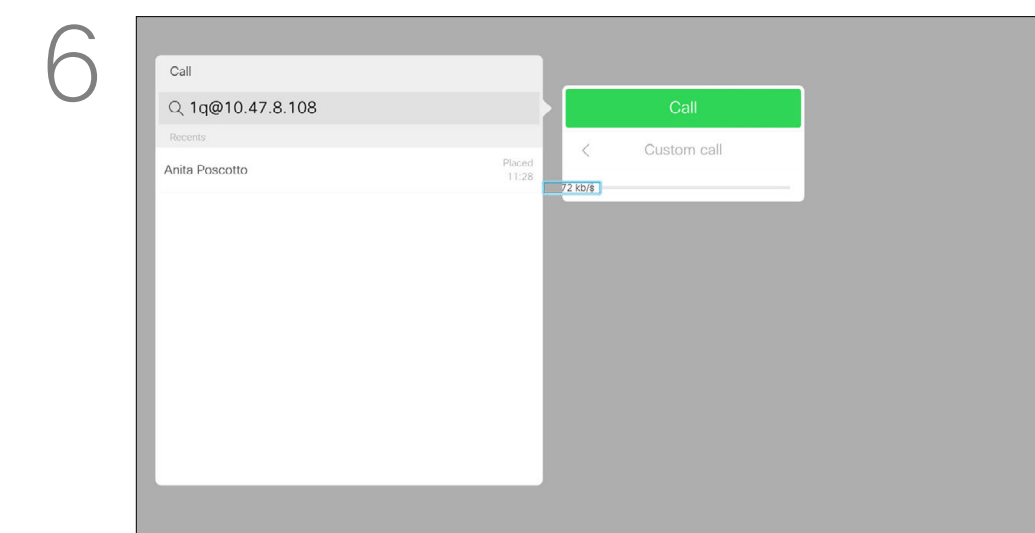 6
Call
1q@10.47.8.108
Recents
Anita Poscotto
Placed
11:28
Call
Custom call
72 kb/s